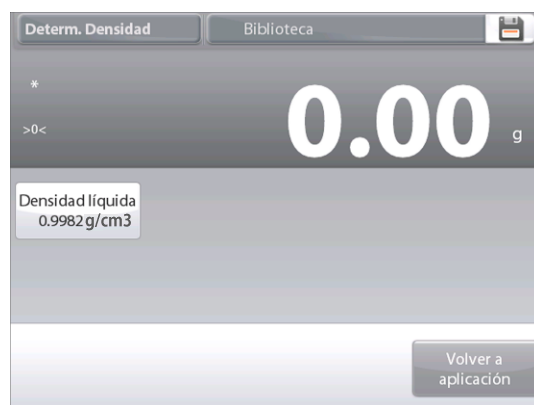 Determ. Densidad
Biblioteca
*
0.00
>0<
g
Densidad líquida
0.9982 g/cm3
Volver a
aplicación